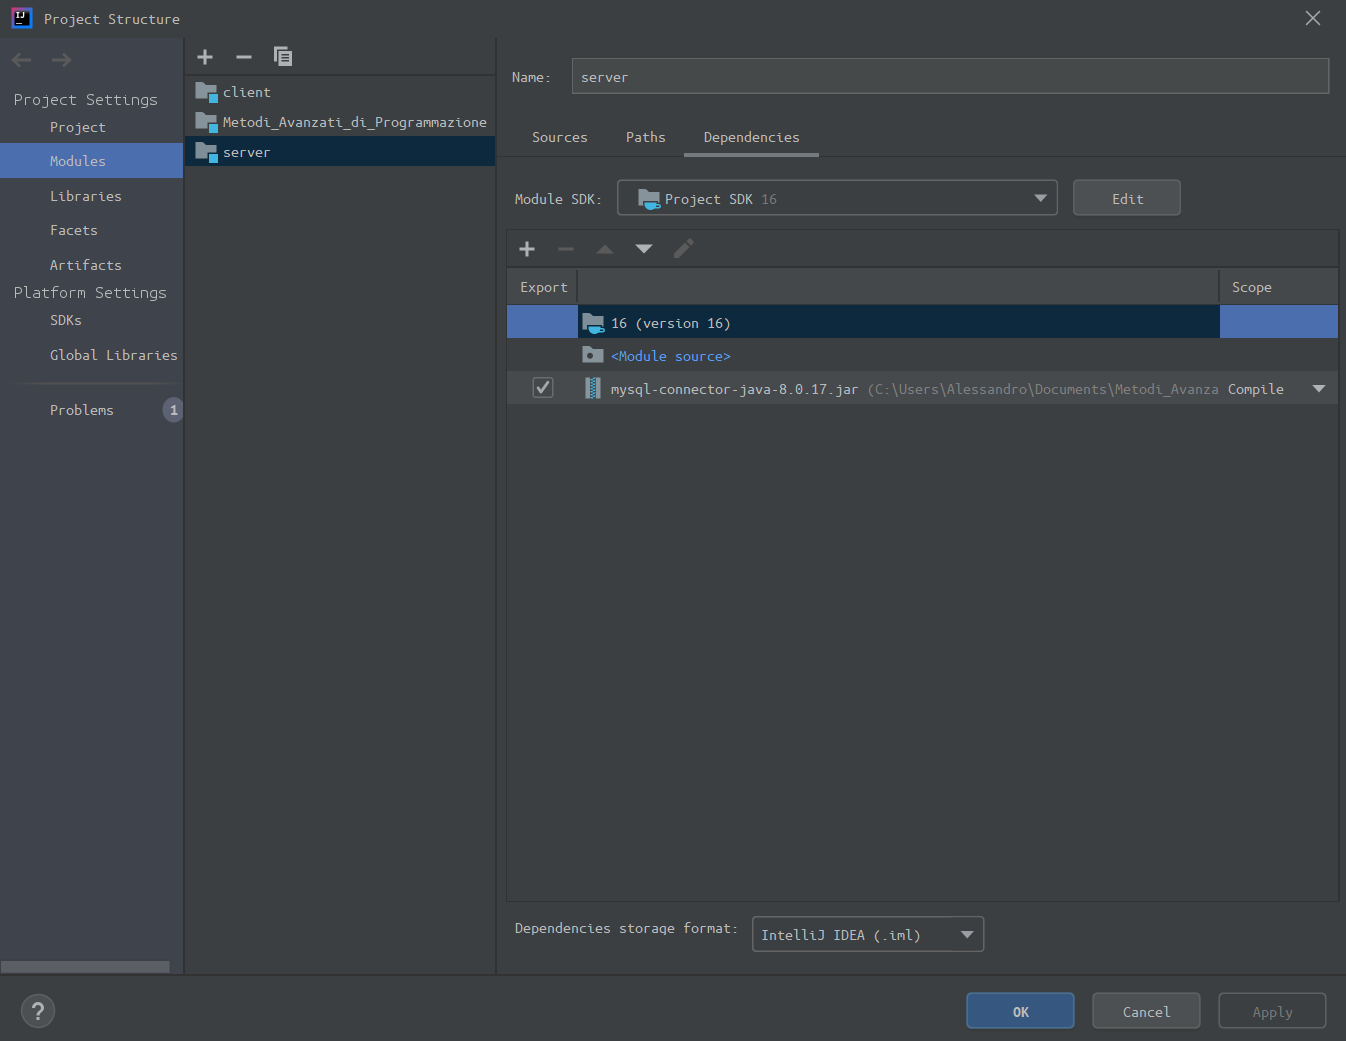 Project Structure
Project Settings
Project
Modules
Libraries
Facets
Artifacts
Platform Settings
SDKs
Global Libraries
Problems 1
client
Metodi_Avanzati_di_Programmazione
server
Name: server
Sources Paths Dependencies
Module SDK: Project SDK 16 Edit
Export Scope
16 (version 16)
<Module source>
mysql-connector-java-8.0.17.jar (C:\Users\Alessandro\Documents\Metodi_Avanza Compile
Dependencies storage format: IntelliJ IDEA (.iml)
? OK Cancel Apply